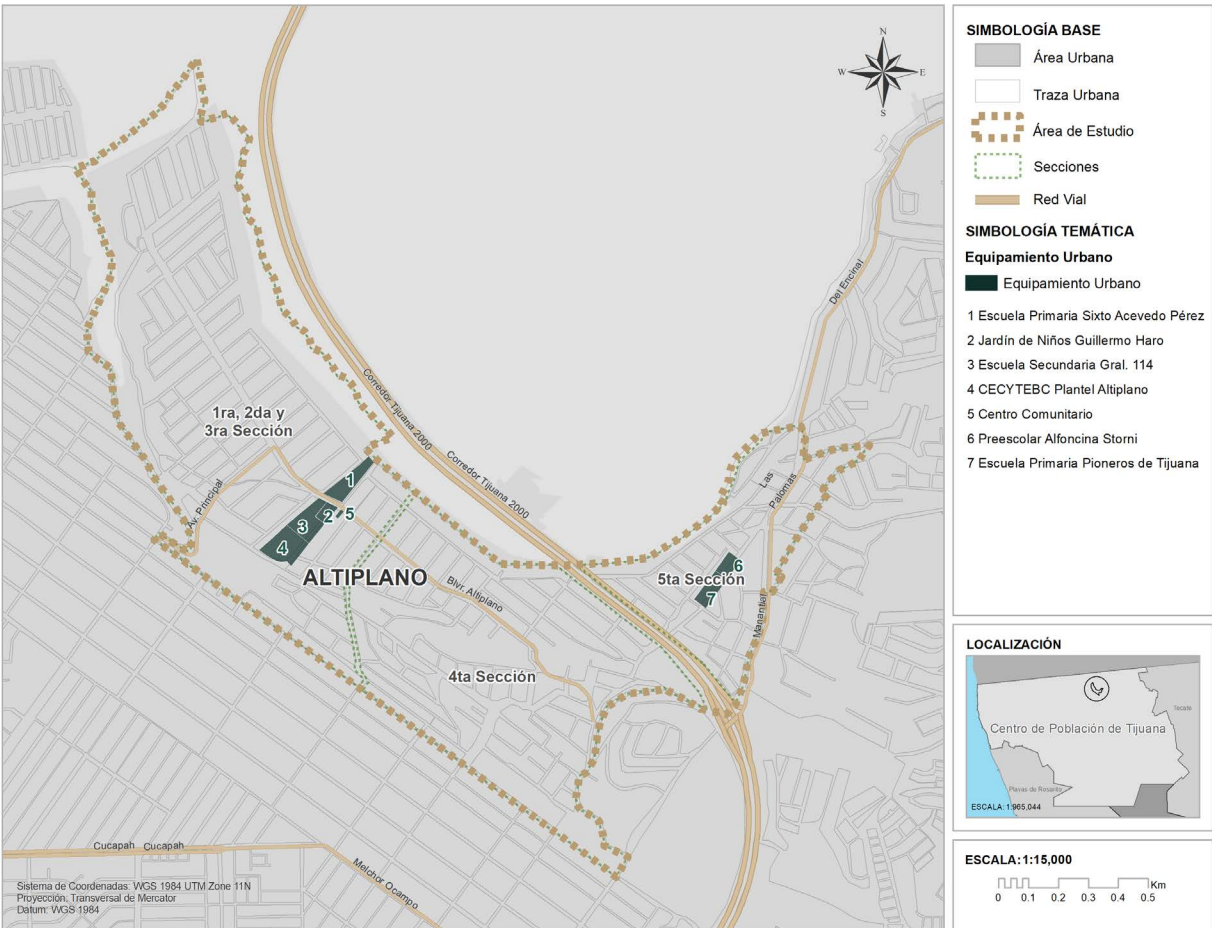 N
W E
S
Del Encinal
Corredor Tijuana 2000
Corredor Tijuana 2000
1ra, 2da y
3ra Sección
Av. Principal
1
2
5
3
4
ALTIPLANO
Blvr. Altiplano
Las
Palomas
5ta Sección
6
7
Manantial
4ta Sección
Cucapah Cucapah
Melchor Ocampo
Sistema de Coordenadas: WGS 1984 UTM Zone 11N
Proyección: Transversal de Mercator
Datum: WGS 1984
SIMBOLOGÍA BASE
Área Urbana
Traza Urbana
Área de Estudio
Secciones
Red Vial
SIMBOLOGÍA TEMÁTICA
Equipamiento Urbano
Equipamiento Urbano
1 Escuela Primaria Sixto Acevedo Pérez
2 Jardín de Niños Guillermo Haro
3 Escuela Secundaria Gral. 114
4 CECYTEBC Plantel Altiplano
5 Centro Comunitario
6 Preescolar Alfoncina Storni
7 Escuela Primaria Pioneros de Tijuana
LOCALIZACIÓN
Tecate
Centro de Población de Tijuana
Playas de Rosarito
ESCALA: 1:965,044
ESCALA: 1:15,000
Km
0 0.1 0.2 0.3 0.4 0.5